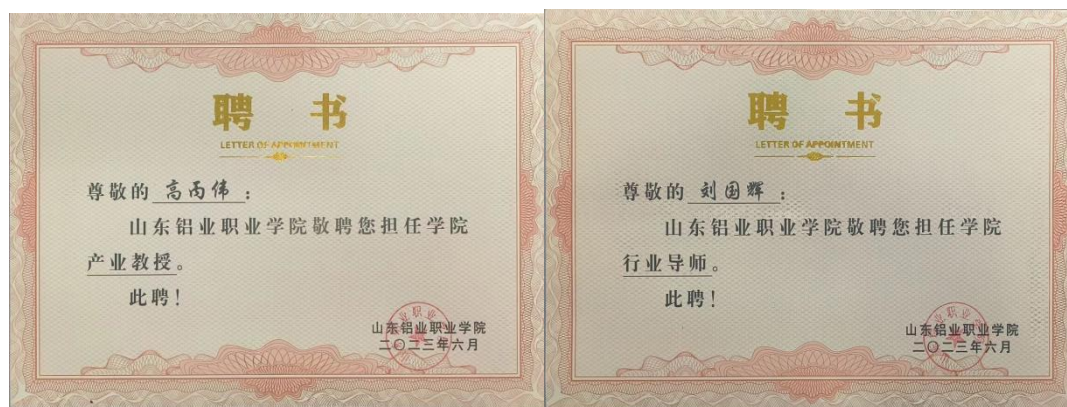 聘 书
LETTER OF APPOINTMENT
尊敬的 高雨伟：
山东铝业职业学院敬聘您担任学院
产业教授。
此聘！
山东铝业职业学院
二〇二三年六月
聘 书
LETTER OF APPOINTMENT
尊敬的 刘国辉：
山东铝业职业学院敬聘您担任学院
行业导师。
此聘！
山东铝业职业学院
二〇二三年六月